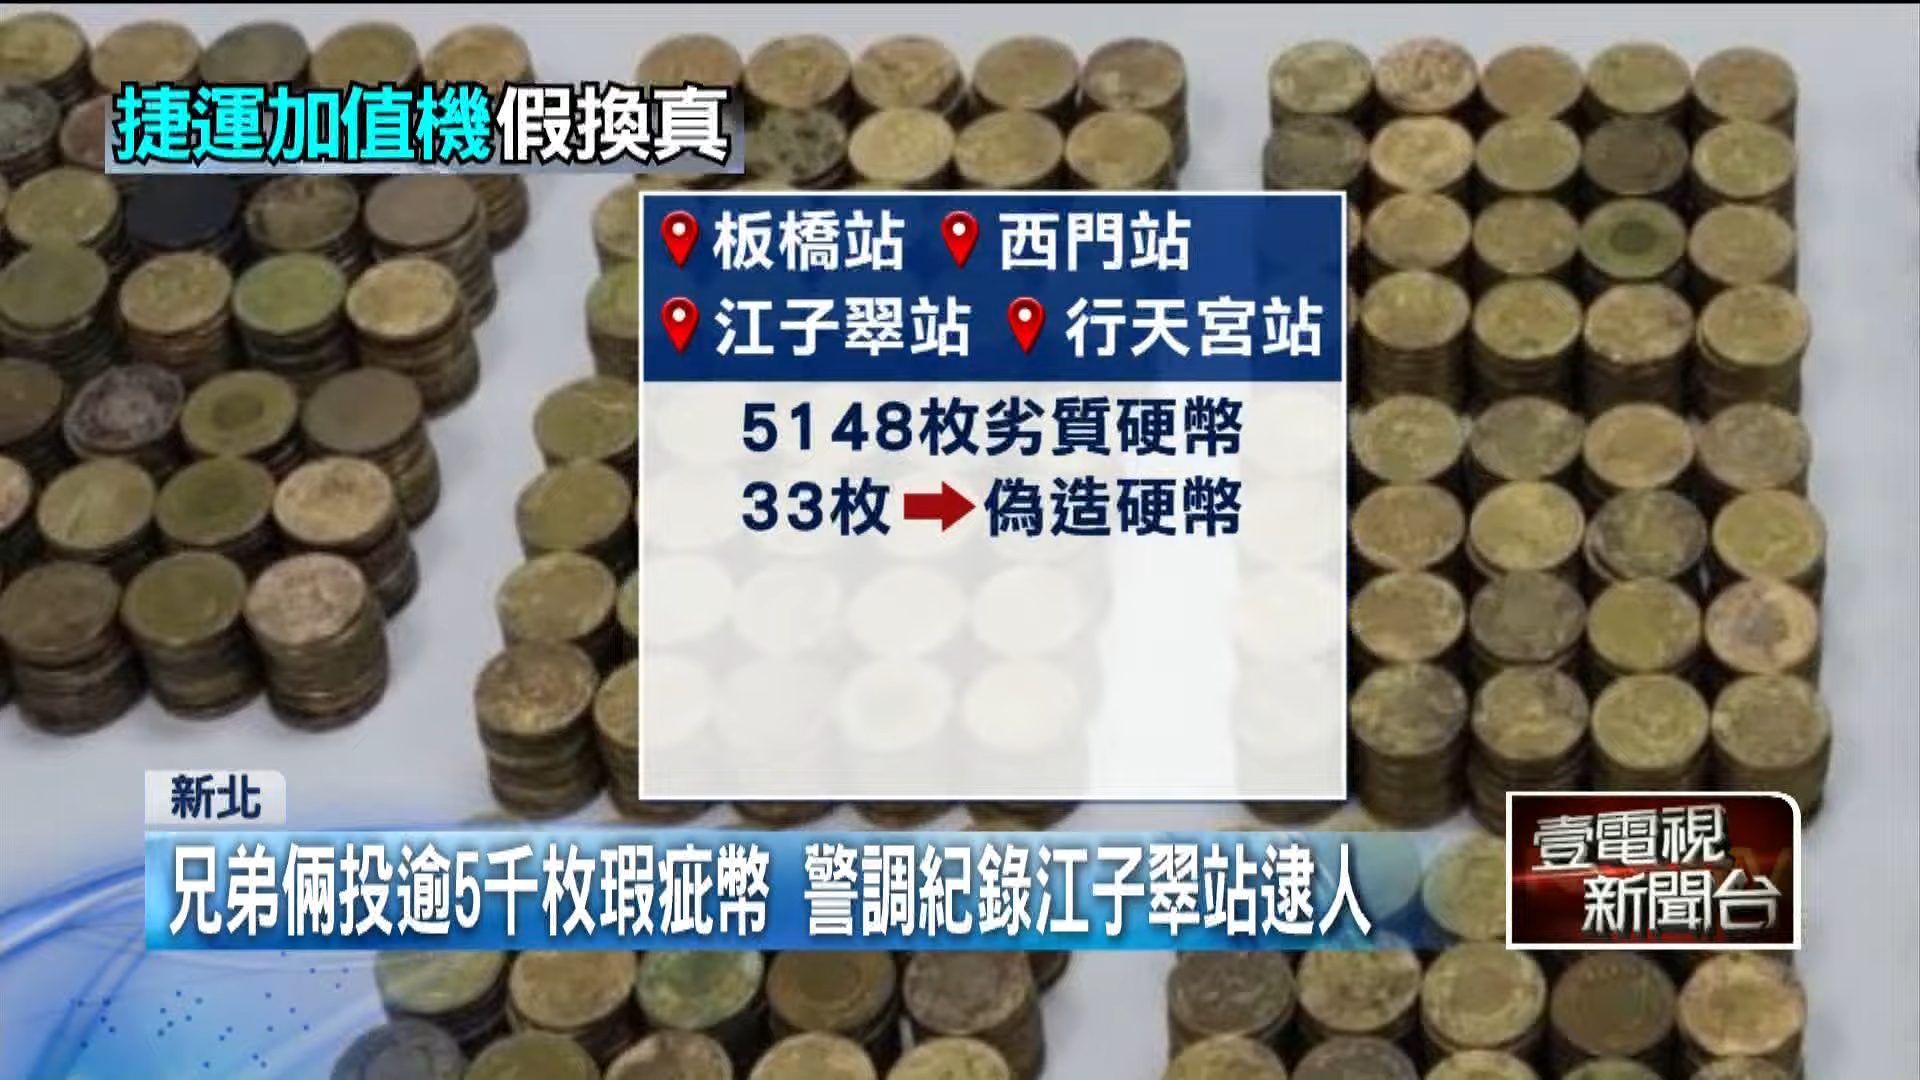 捷運加值機假換真
板橋站 西門站
江子翠站 行天宮站
5148枚劣質硬幣
33枚 偽造硬幣
新北
兄弟倆投逾5千枚瑕疵幣 警調紀錄江子翠站逮人
壹電視
新聞台